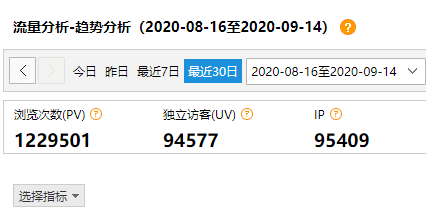 流量分析-趋势分析（2020-08-16至2020-09-14） ?
今日 昨日 最近7日 最近30日 2020-08-16至2020-09-14
浏览次数(PV) ? 独立访客(UV) ? IP ?
1229501 94577 95409
选择指标